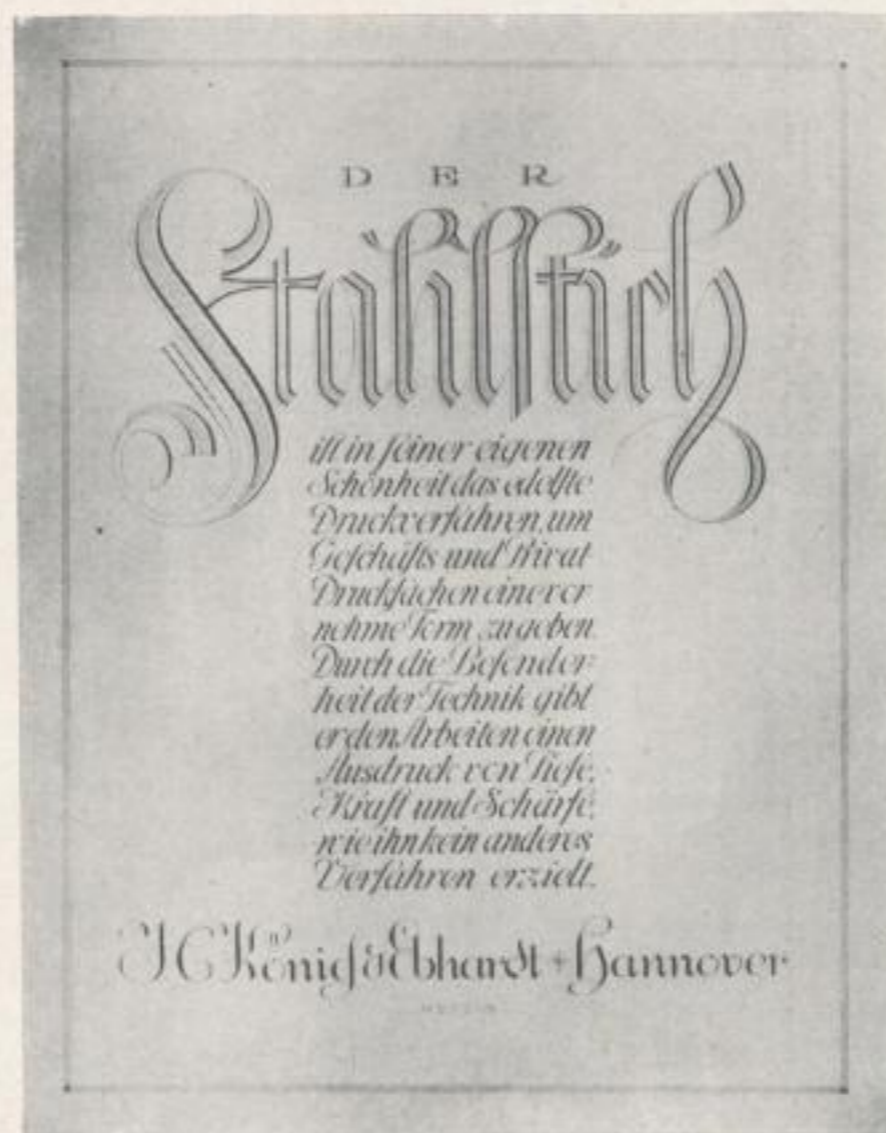 DER
Stahlstich
ist in seiner eigenen
Schönheit das edelste
Druckverfahren, um
Geschäfts und Privat
Drucksachen eine vor
nehme Form zu geben.
Durch die Besonder-
heit der Technik gibt
er den Arbeiten einen
Ausdruck von Tiefe,
Kraft und Schärfe,
wie ihn kein anderes
Verfahren erzielt.
J C König & Ebhardt + Hannover